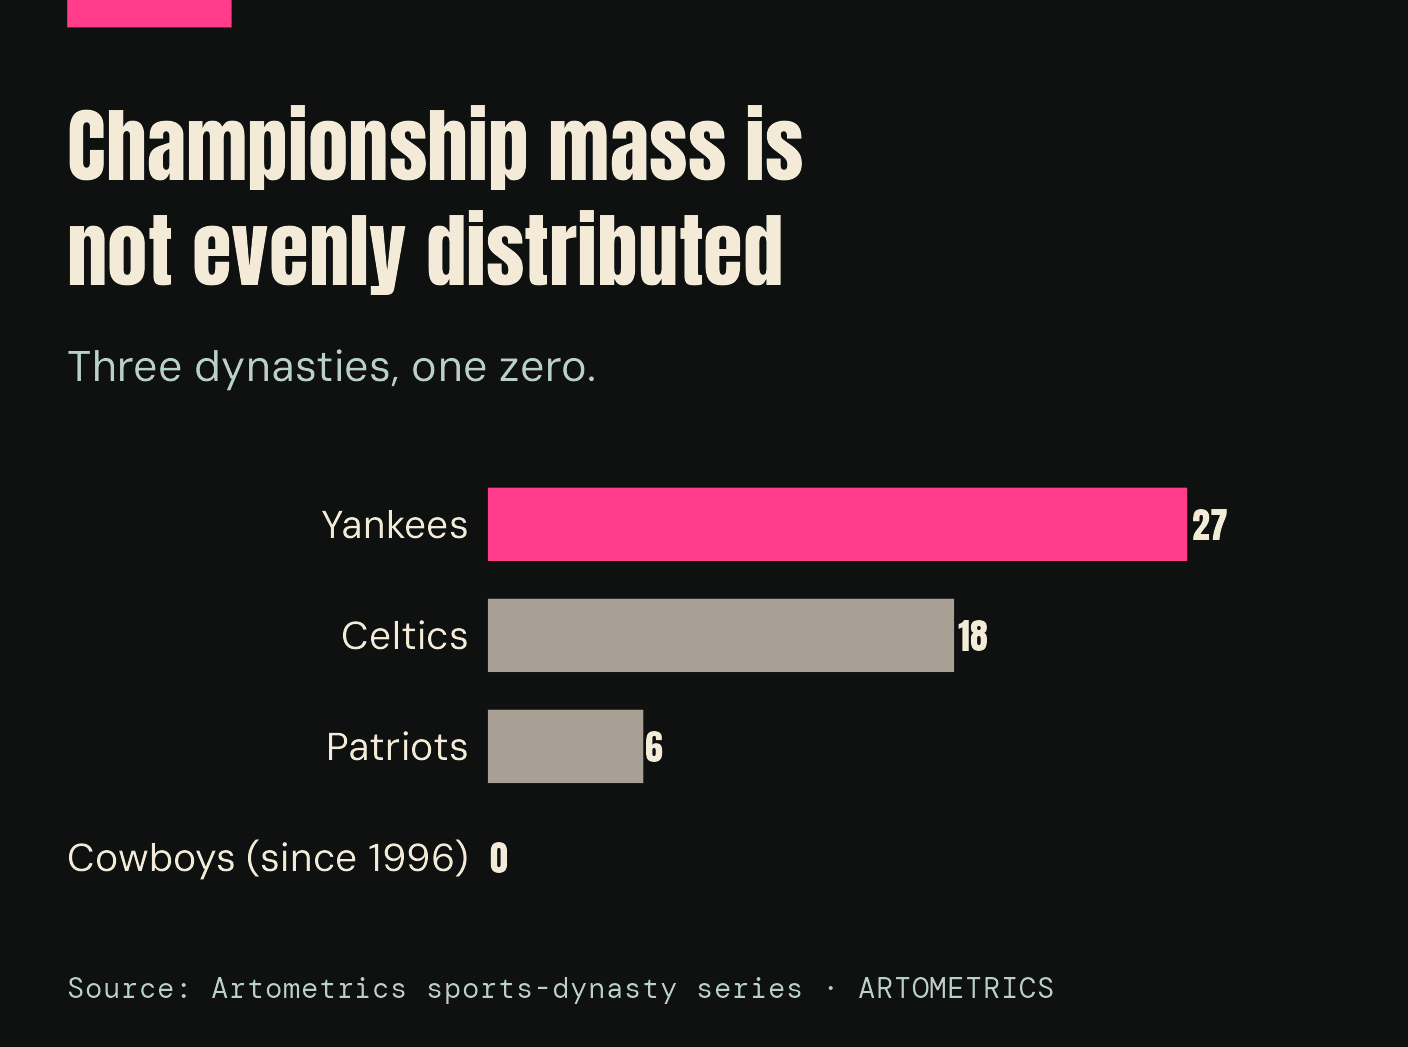 Championship mass is
not evenly distributed
Three dynasties, one zero.
Yankees 27
Celtics 18
Patriots 6
Cowboys (since 1996) 0
Source: Artometrics sports-dynasty series · ARTOMETRICS